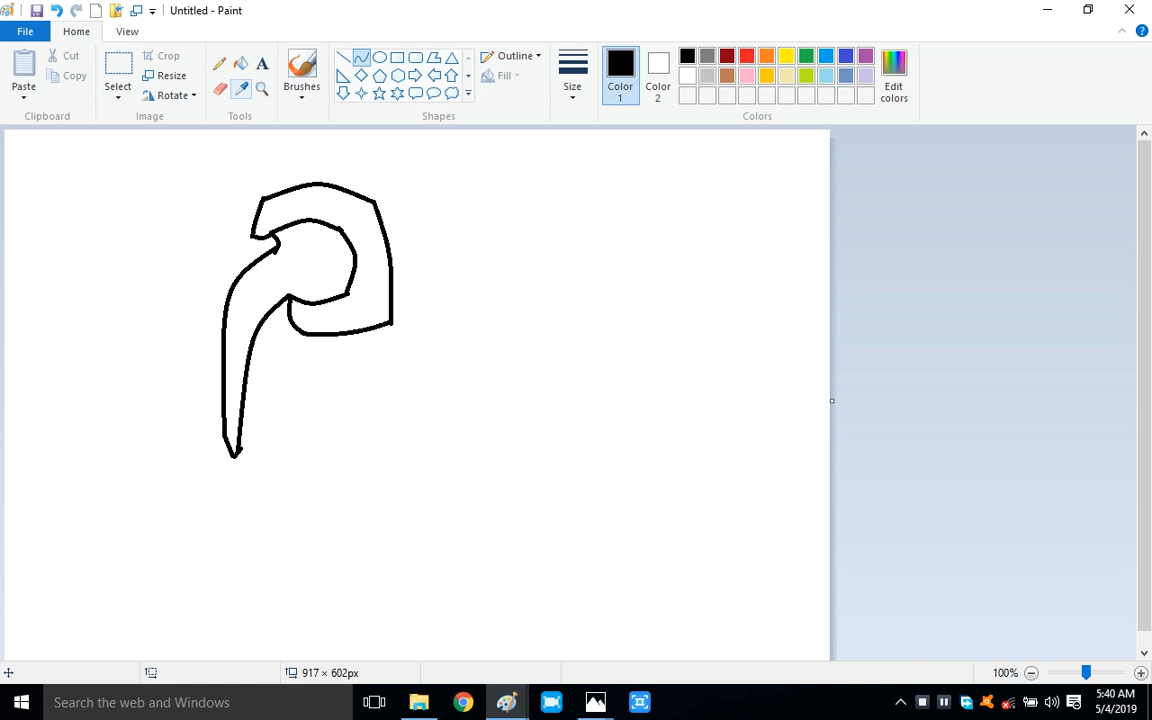 Untitled - Paint
File Home View
Paste
Cut
Copy
Clipboard
Select
Crop
Resize
Rotate
Image
A
Tools
Brushes
Shapes
Outline
Fill
Size
Color 1
Color 2
Edit colors
Colors
917 × 602px
100%
Search the web and Windows
5:40 AM
5/4/2019